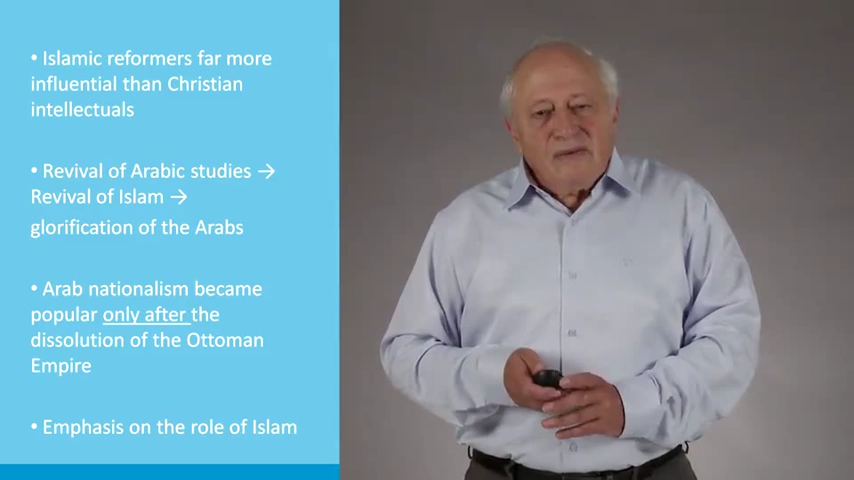 • Islamic reformers far more
influential than Christian
intellectuals
• Revival of Arabic studies →
Revival of Islam →
glorification of the Arabs
• Arab nationalism became
popular only after the
dissolution of the Ottoman
Empire
• Emphasis on the role of Islam